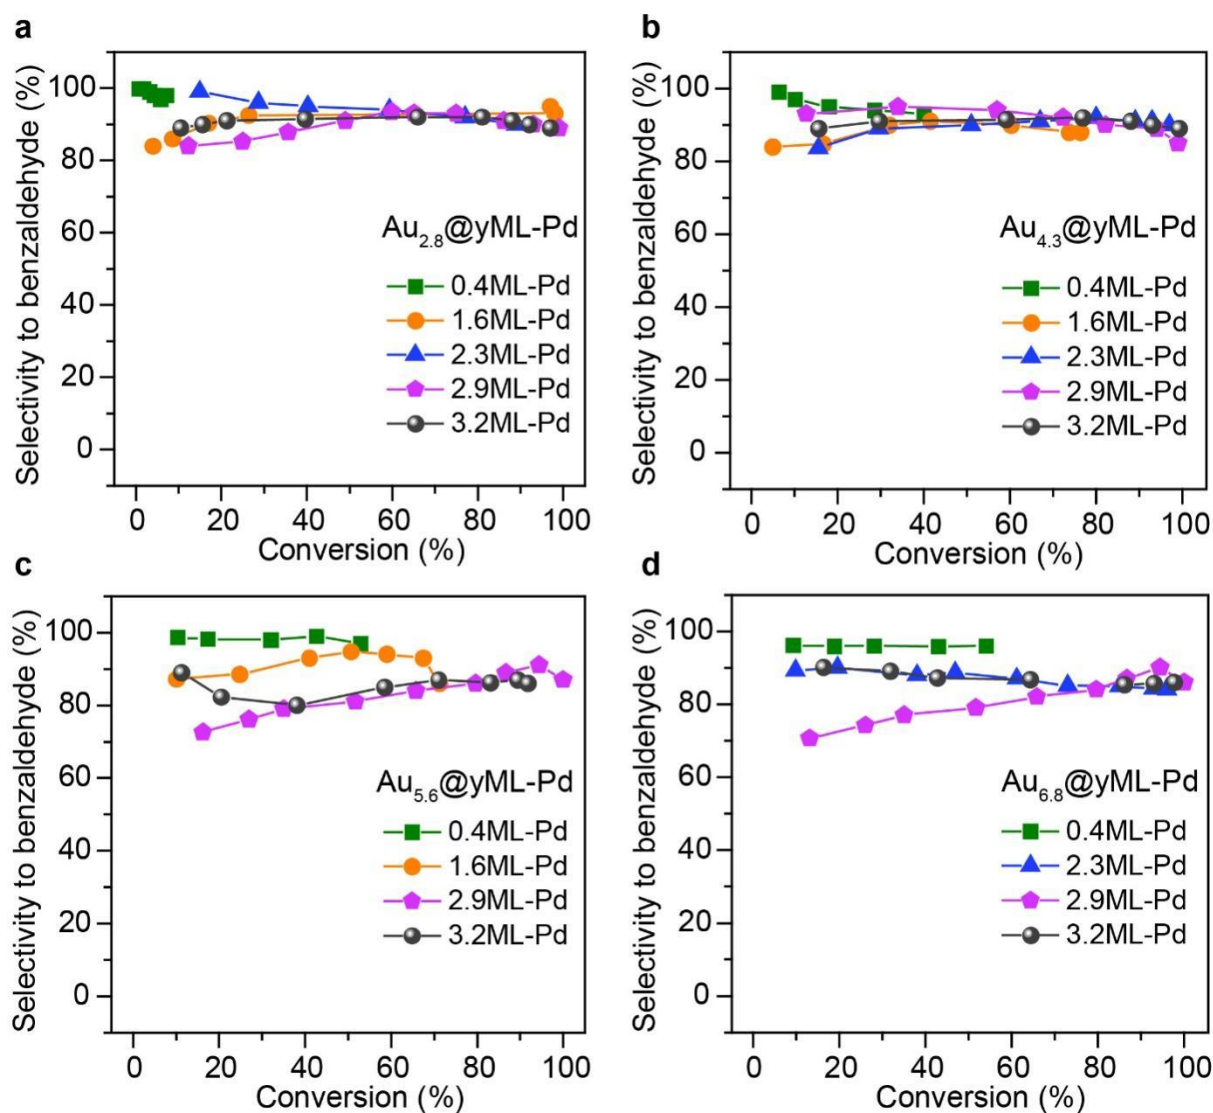 a
Selectivity to benzaldehyde (%)
100
80
60
40
20
0
Au2.8@yML-Pd
0.4ML-Pd
1.6ML-Pd
2.3ML-Pd
2.9ML-Pd
3.2ML-Pd
0 20 40 60 80 100
Conversion (%)
b
Selectivity to benzaldehyde (%)
100
80
60
40
20
0
Au4.3@yML-Pd
0.4ML-Pd
1.6ML-Pd
2.3ML-Pd
2.9ML-Pd
3.2ML-Pd
0 20 40 60 80 100
Conversion (%)
c
Selectivity to benzaldehyde (%)
100
80
60
40
20
0
Au5.6@yML-Pd
0.4ML-Pd
1.6ML-Pd
2.9ML-Pd
3.2ML-Pd
0 20 40 60 80 100
Conversion (%)
d
Selectivity to benzaldehyde (%)
100
80
60
40
20
0
Au6.8@yML-Pd
0.4ML-Pd
2.3ML-Pd
2.9ML-Pd
3.2ML-Pd
0 20 40 60 80 100
Conversion (%)